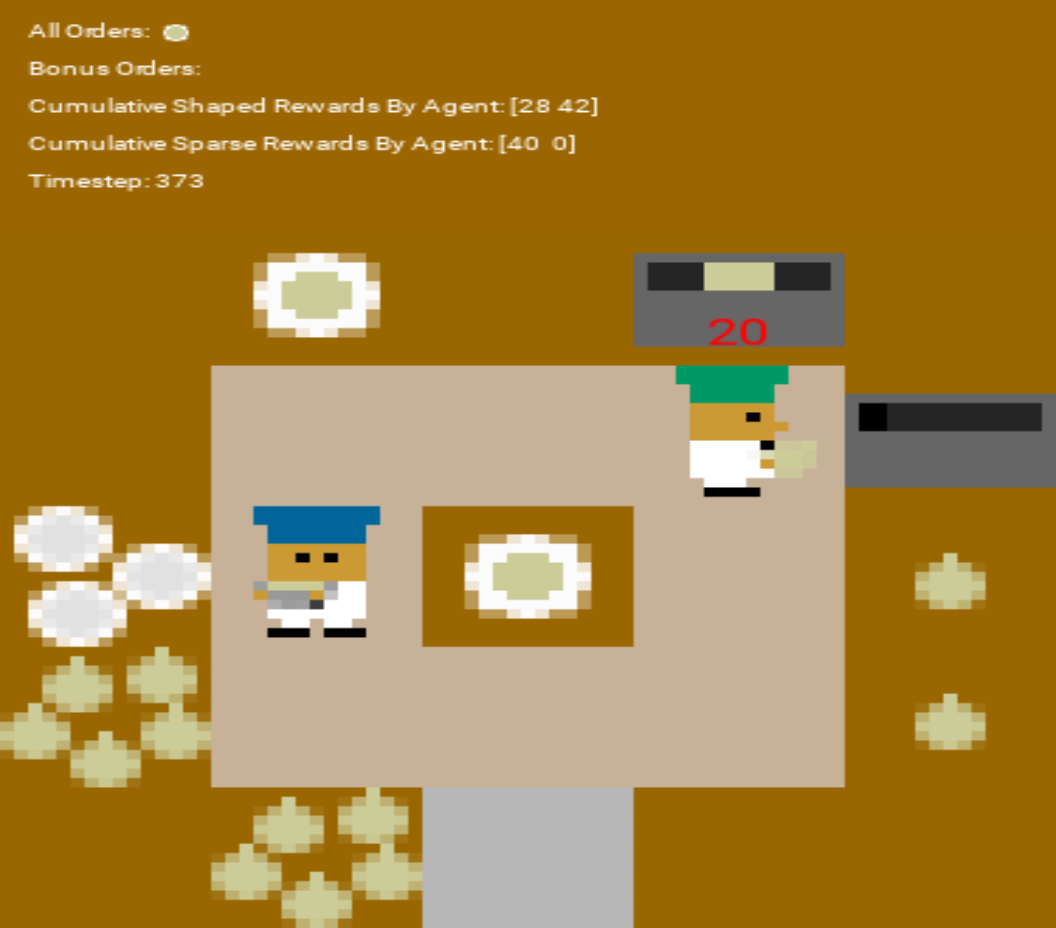 All Orders:
Bonus Orders:
Cumulative Shaped Rewards By Agent: [28 42]
Cumulative Sparse Rewards By Agent: [40  0]
Timestep: 373
20